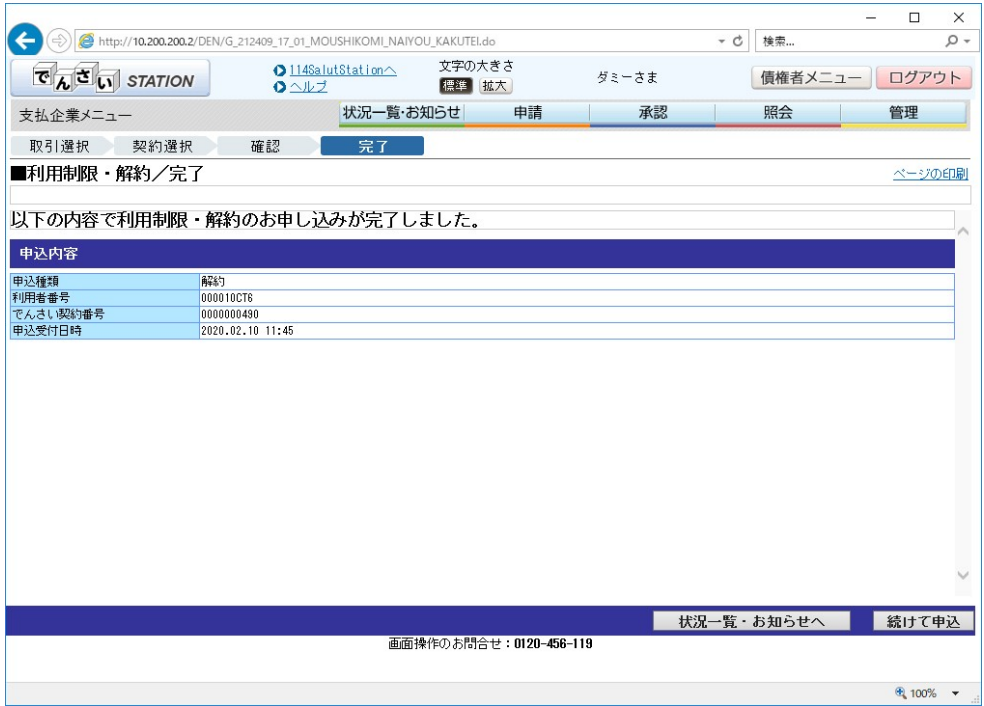 http://10.200.200.2/DEN/G_212409_17_01_MOUSHIKOMI_NAIYOU_KAKUTEI.do 検索...
でんさい STATION 114SalutStationへ ヘルプ 文字の大きさ 標準 拡大 ダミーさま 債権者メニュー ログアウト
支払企業メニュー 状況一覧・お知らせ 申請 承認 照会 管理
取引選択 契約選択 確認 完了
■利用制限・解約／完了 ページの印刷
以下の内容で利用制限・解約のお申し込みが完了しました。
申込内容
申込種類 解約
利用者番号 000010CT6
でんさい契約番号 0000000490
申込受付日時 2020.02.10 11:45
状況一覧・お知らせへ 続けて申込
画面操作のお問合せ：0120-456-119
100%